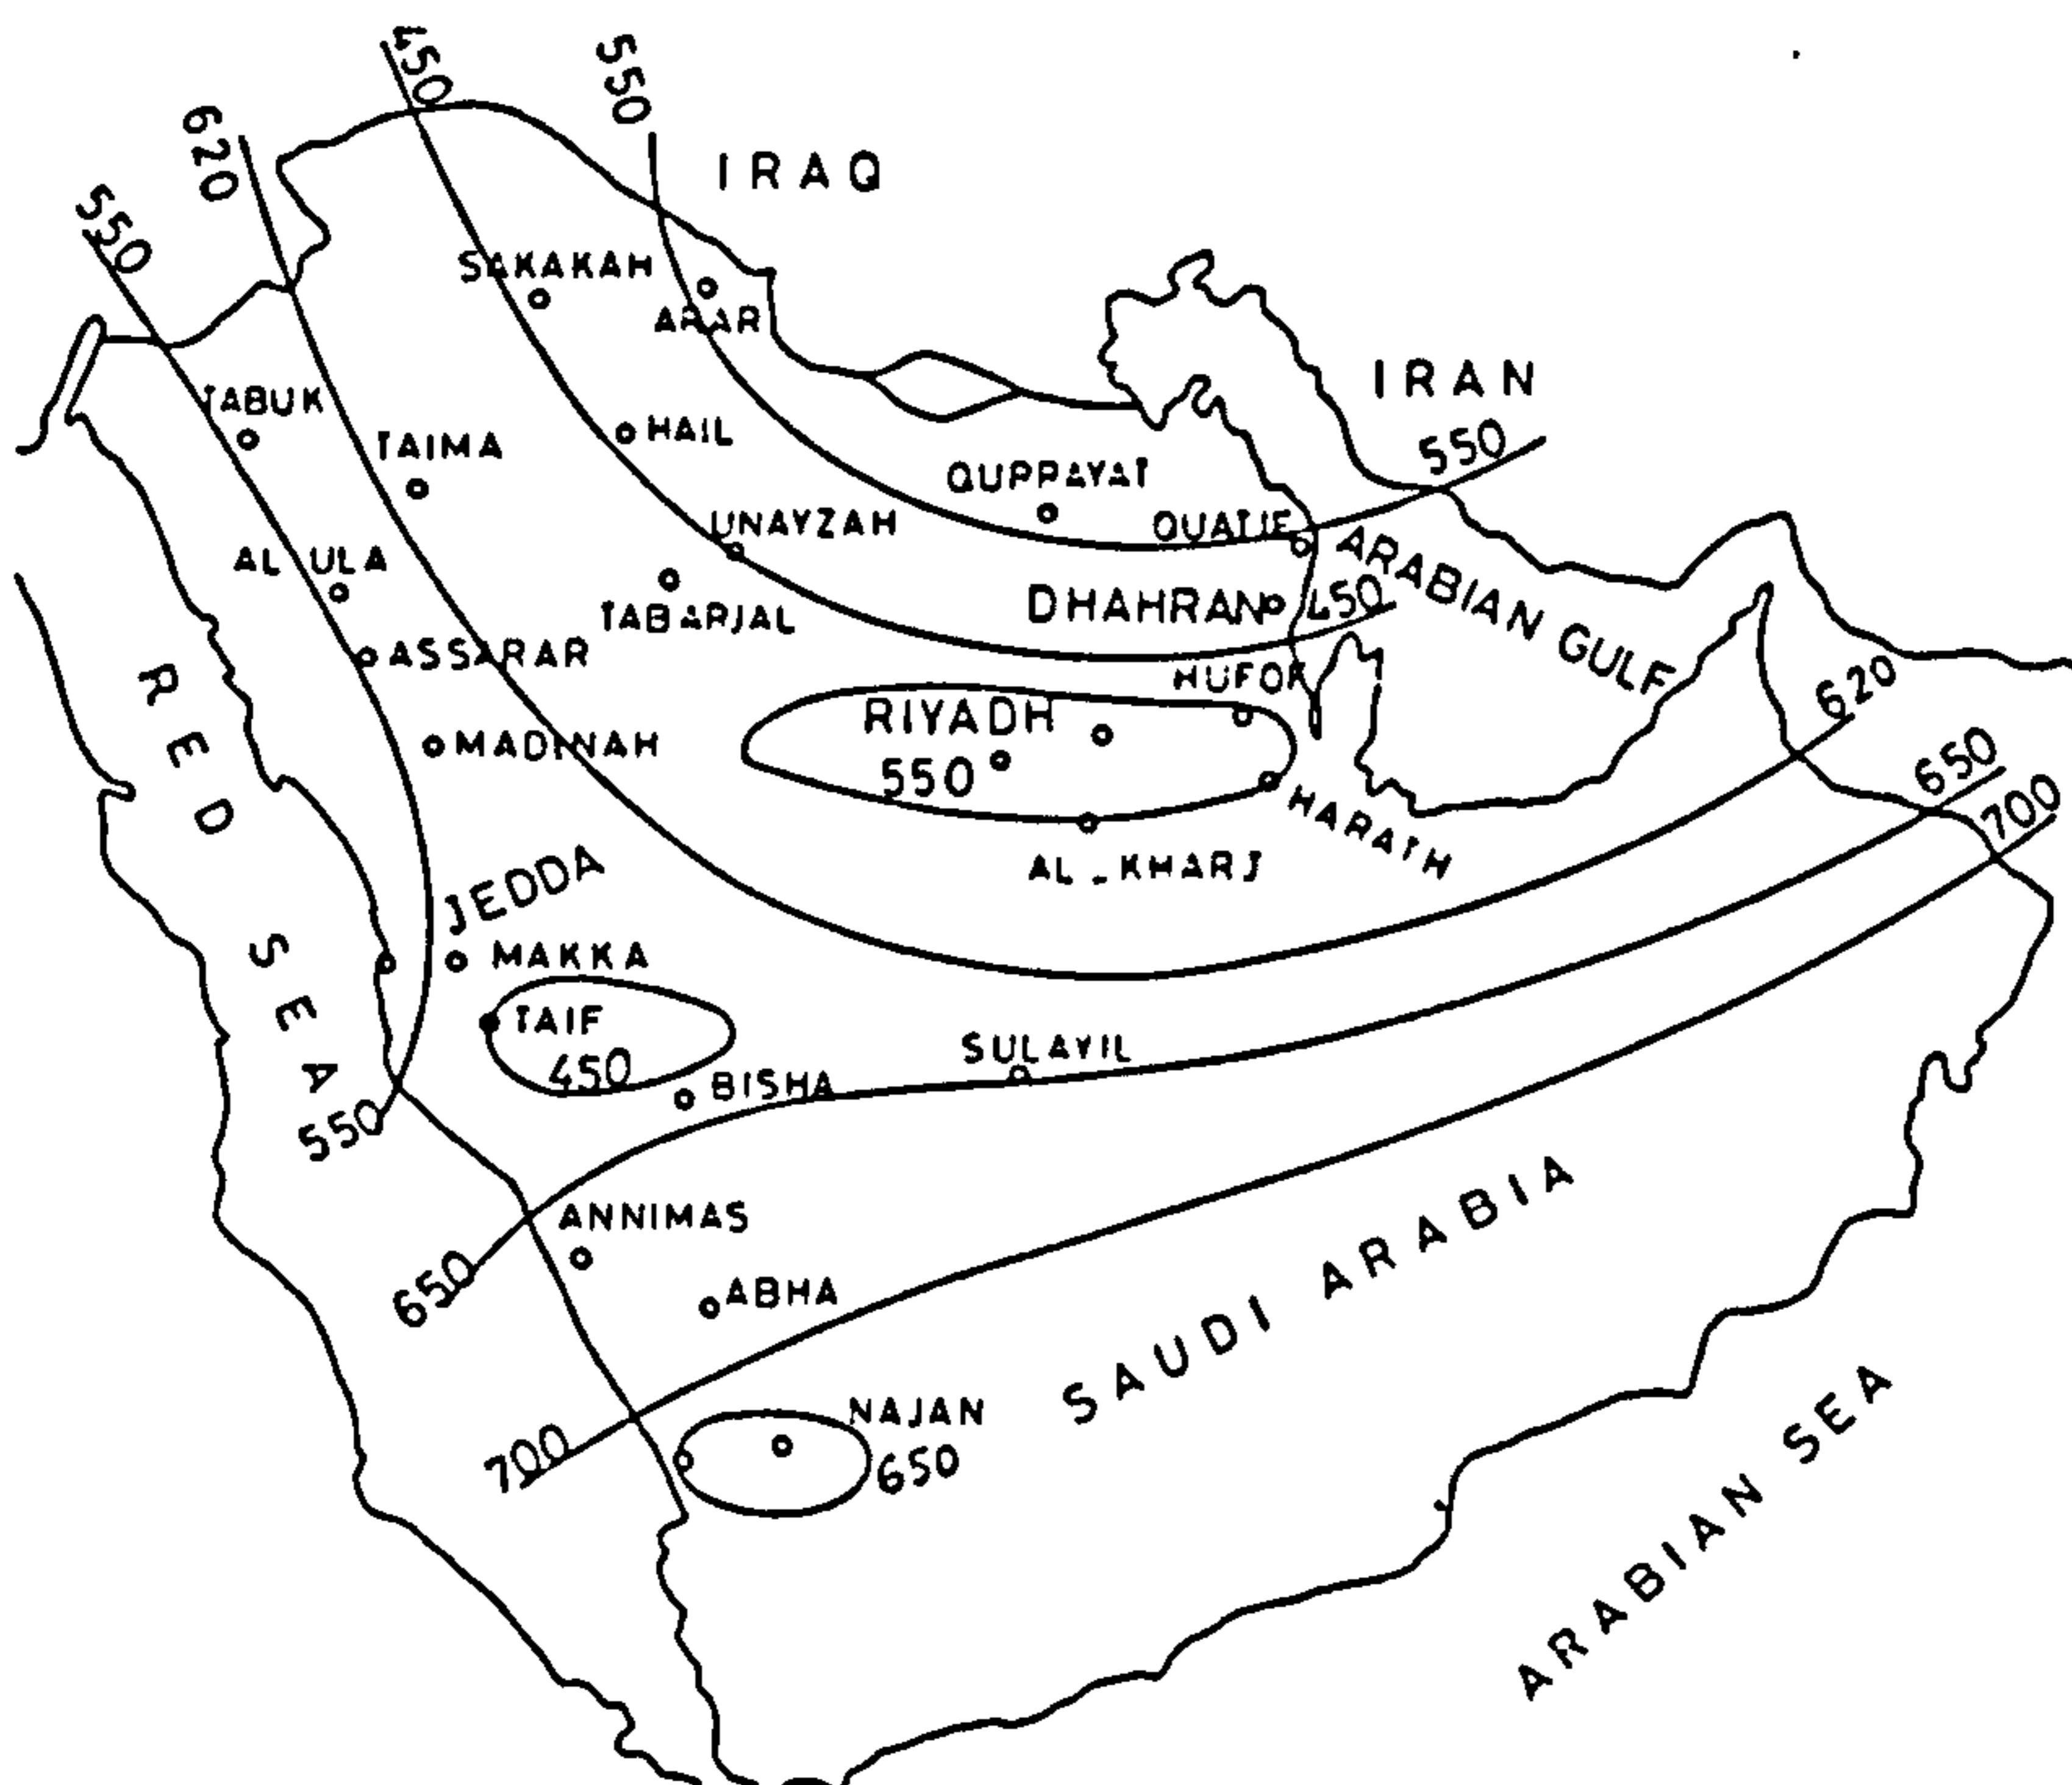 450
550
620
550
IRAQ
SAKAKAH
ARAR
IRAN
TABUK
HAIL
550
TAIMA
QUPPAYAT
UNAYZAH
QUATIF
AL ULA
ARABIAN GULF
TABARJAL
DHAHRAN
450
ASSARAR
HUFOF
RED SEA
MADINAH
RIYADH
550
620
650
700
HARATH
AL - KHARJ
JEDDA
MAKKA
TAIF
450
SULAYIL
BISHA
550
ANNIMAS
650
ABHA
SAUDI ARABIA
NAJAN
650
700
ARABIAN SEA